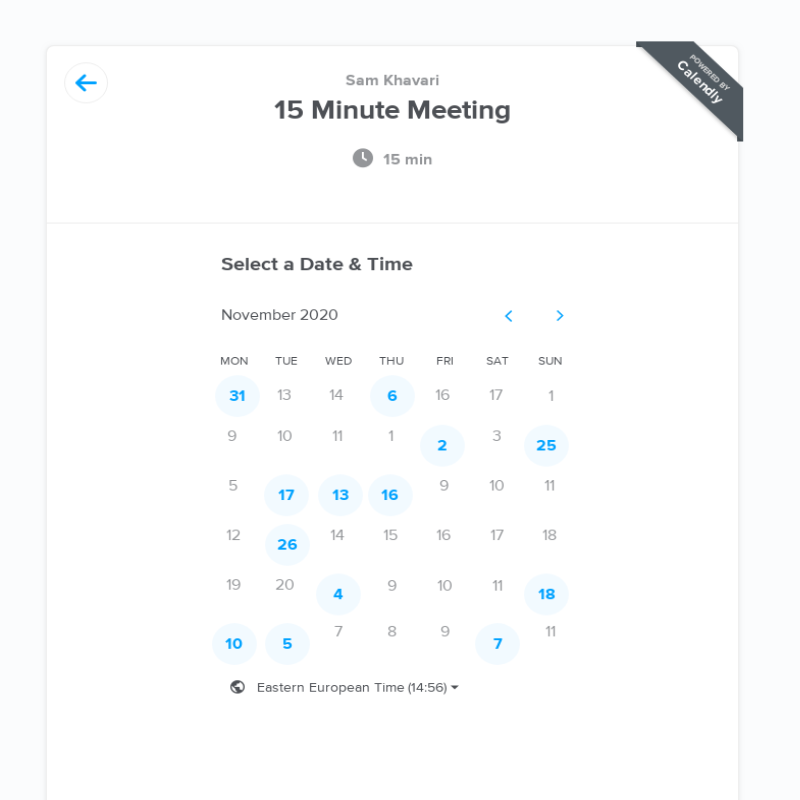 POWERED BY
Calendly
Sam Khavari
15 Minute Meeting
15 min
Select a Date & Time
November 2020
MON TUE WED THU FRI SAT SUN
31 13 14 6 16 17 1
9 10 11 1 2 3 25
5 17 13 16 9 10 11
12 26 14 15 16 17 18
19 20 4 9 10 11 18
10 5 7 8 9 7 11
Eastern European Time (14:56)